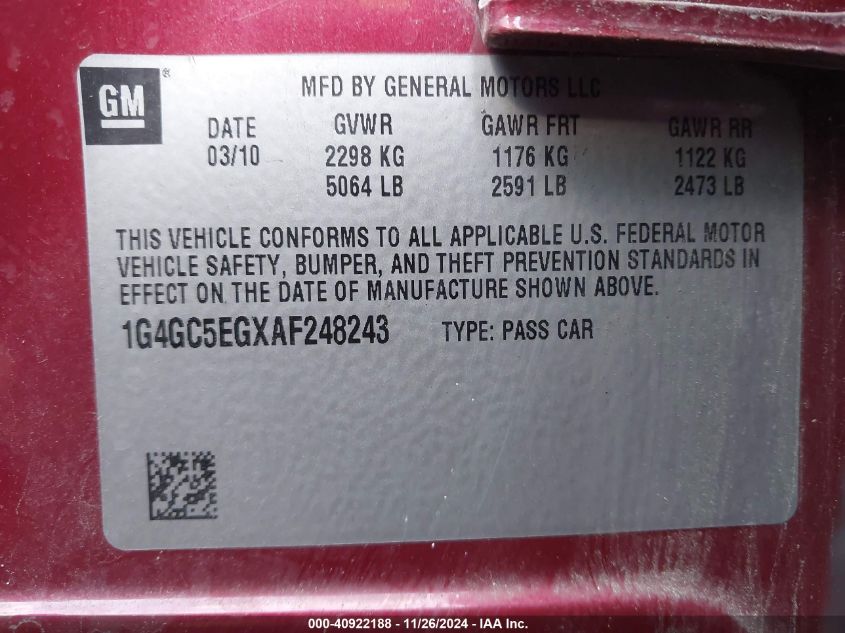 GM®
MFD BY GENERAL MOTORS LLC
DATE GVWR GAWR FRT GAWR RR
03/10 2298 KG 1176 KG 1122 KG
5064 LB 2591 LB 2473 LB
THIS VEHICLE CONFORMS TO ALL APPLICABLE U.S. FEDERAL MOTOR
VEHICLE SAFETY, BUMPER, AND THEFT PREVENTION STANDARDS IN
EFFECT ON THE DATE OF MANUFACTURE SHOWN ABOVE.
1G4GC5EGXAF248243 TYPE: PASS CAR
000-40922188 - 11/26/2024 - IAA Inc.